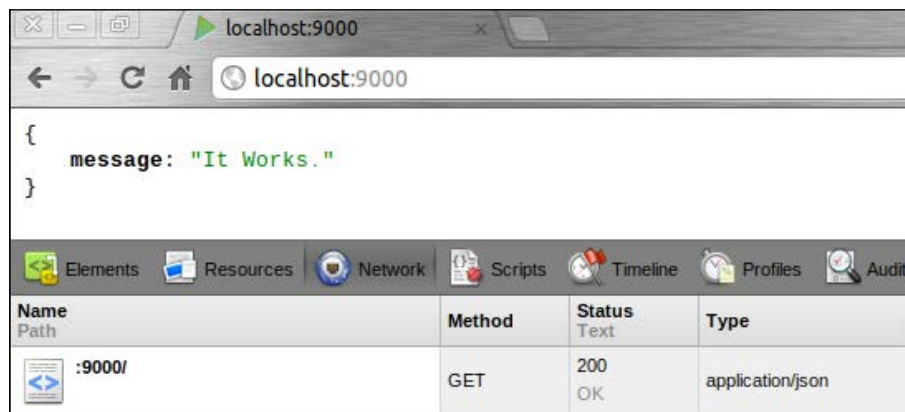 localhost:9000
localhost:9000
{
message: "It Works."
}
Elements Resources Network Scripts Timeline Profiles Audit
Name Method Status Type
Path Text
:9000/ GET 200 application/json
OK